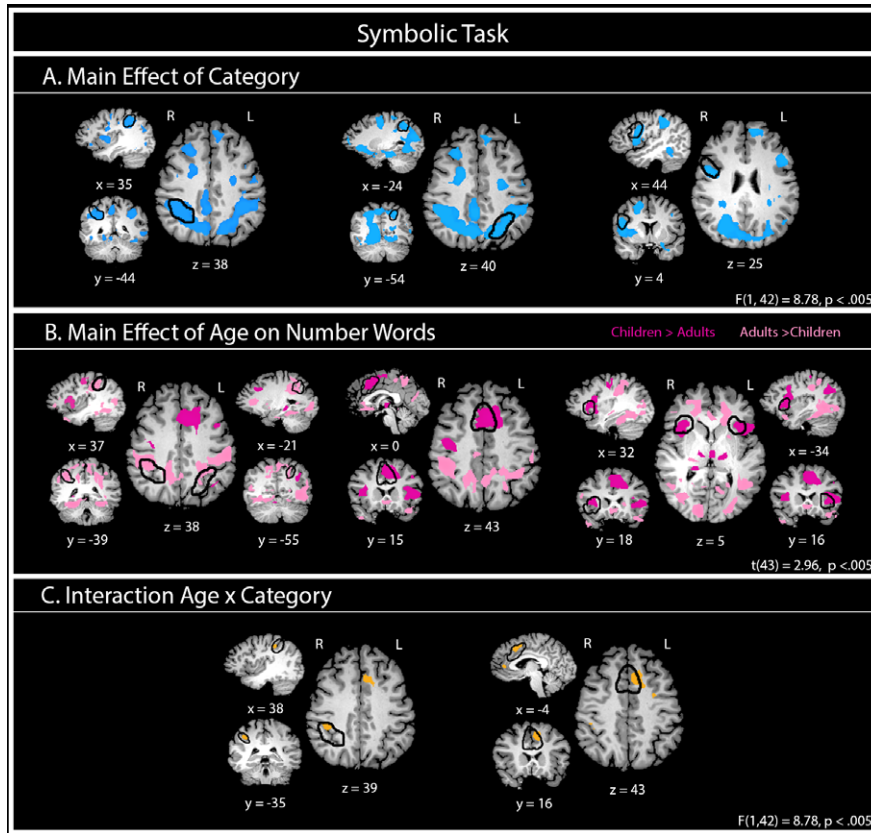 Symbolic Task
A. Main Effect of Category
R L
x = 35
y = -44
z = 38
R L
x = -24
y = -54
z = 40
R L
x = 44
y = 4
z = 25
F(1, 42) = 8.78, p < .005
B. Main Effect of Age on Number Words
Children > Adults Adults >Children
R L
x = 37
y = -39
z = 38
x = -21
y = -55
R L
x = 0
y = 15
z = 43
R L
x = 32
y = 18
z = 5
x = -34
y = 16
t(43) = 2.96, p <.005
C. Interaction Age x Category
R L
x = 38
y = -35
z = 39
R L
x = -4
y = 16
z = 43
F(1,42) = 8.78, p < .005